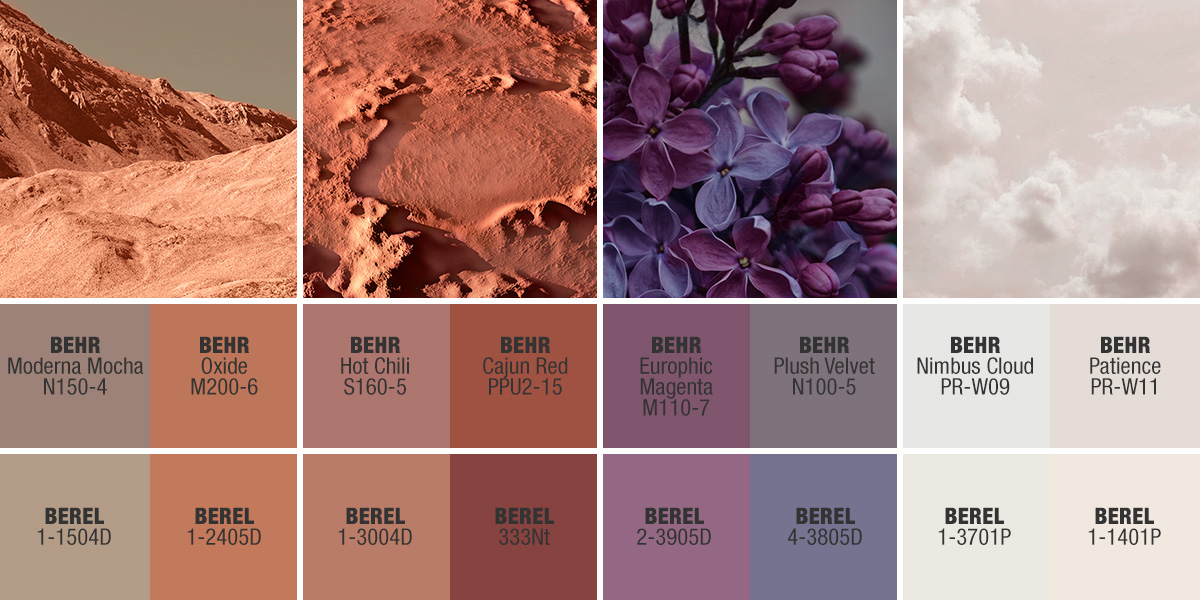 BEHR
Moderna Mocha
N150-4
BEHR
Oxide
M200-6
BEHR
Hot Chili
S160-5
BEHR
Cajun Red
PPU2-15
BEHR
Europhic
Magenta
M110-7
BEHR
Plush Velvet
N100-5
BEHR
Nimbus Cloud
PR-W09
BEHR
Patience
PR-W11
BEREL
1-1504D
BEREL
1-2405D
BEREL
1-3004D
BEREL
333Nt
BEREL
2-3905D
BEREL
4-3805D
BEREL
1-3701P
BEREL
1-1401P